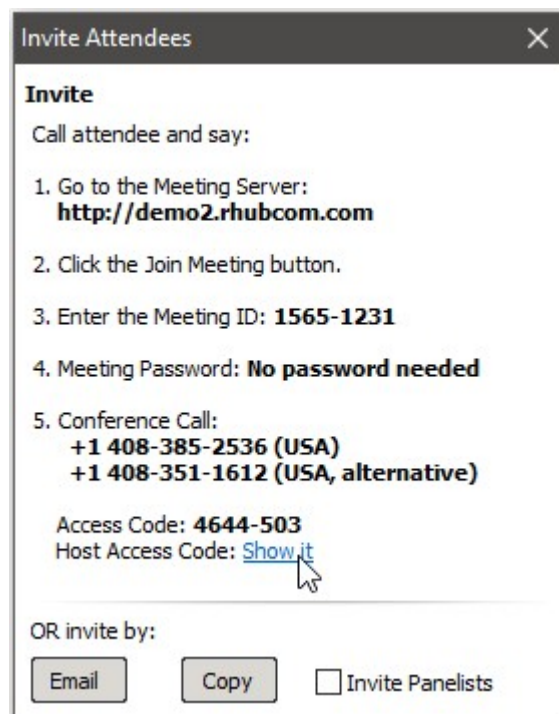 Invite Attendees
Invite
Call attendee and say:
1. Go to the Meeting Server:
http://demo2.rhubcom.com
2. Click the Join Meeting button.
3. Enter the Meeting ID: 1565-1231
4. Meeting Password: No password needed
5. Conference Call:
+1 408-385-2536 (USA)
+1 408-351-1612 (USA, alternative)
Access Code: 4644-503
Host Access Code: Show it
OR invite by:
Email Copy Invite Panelists